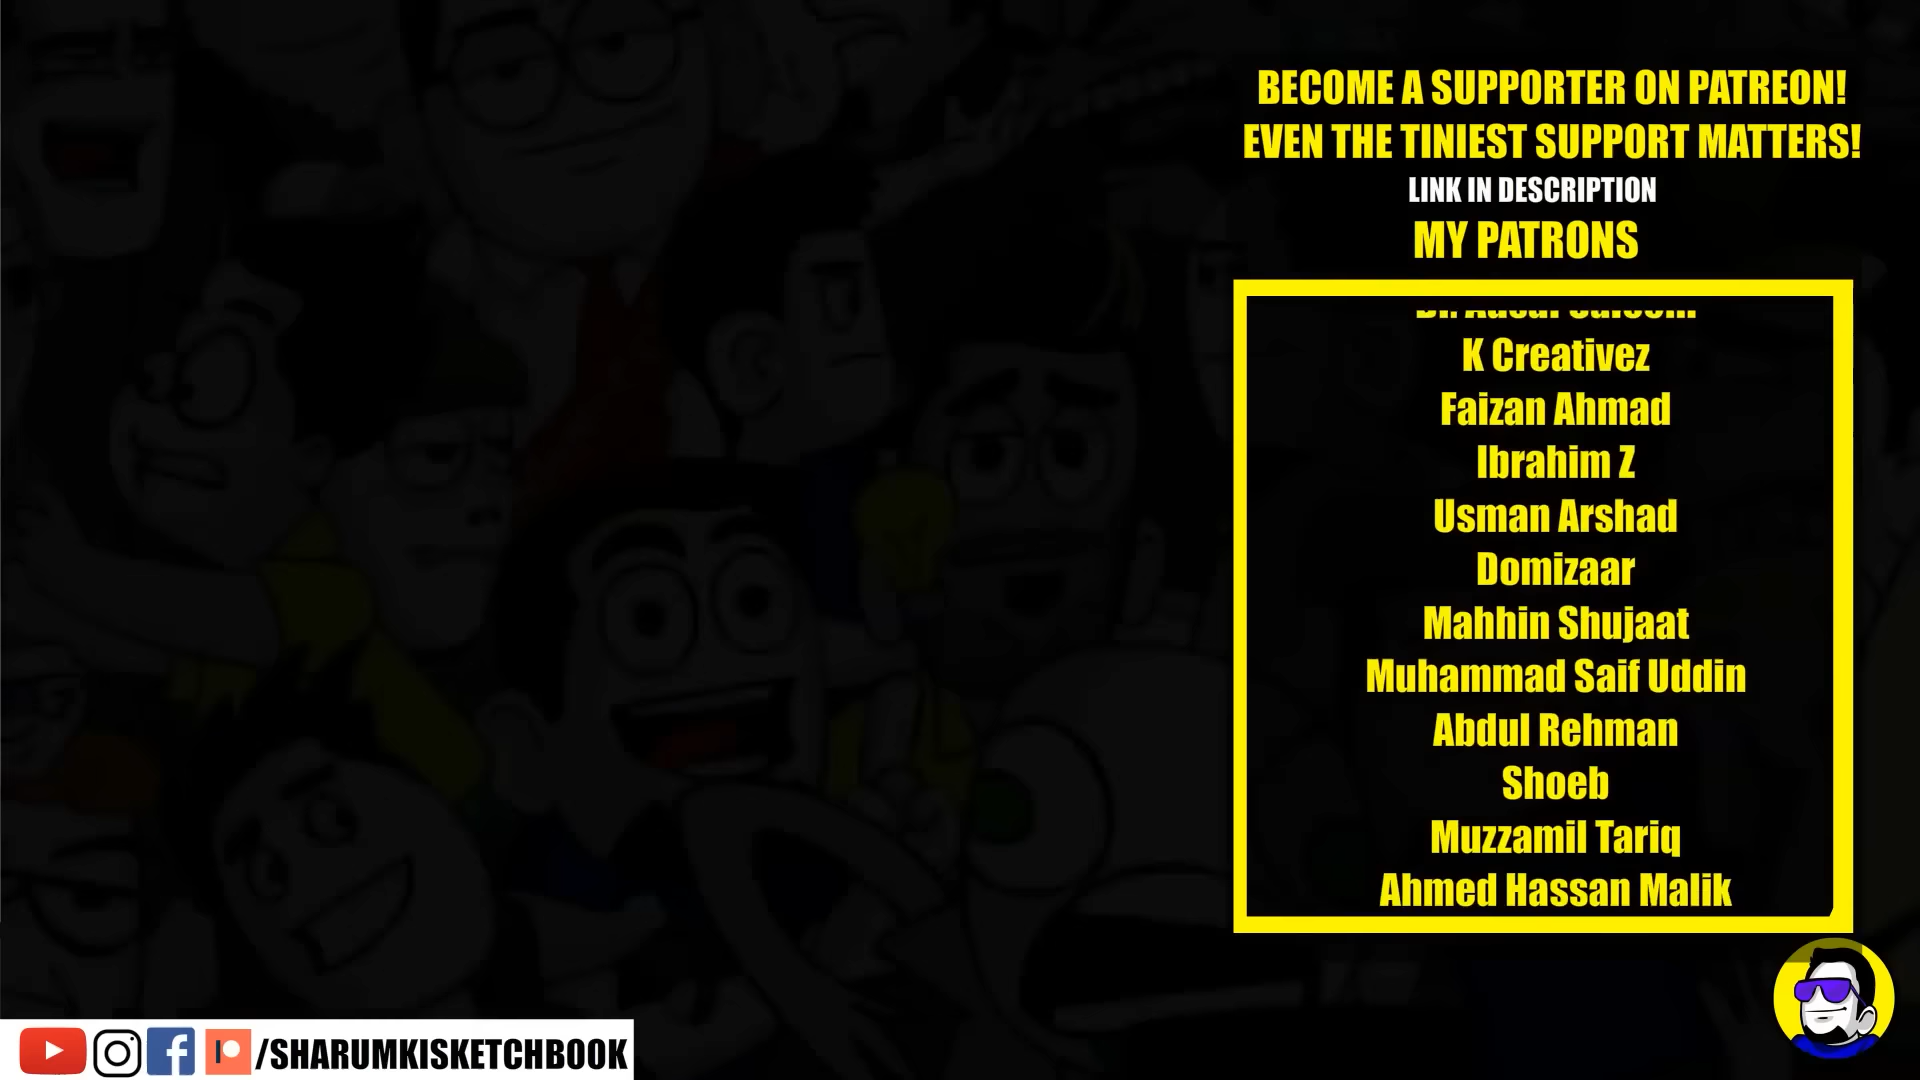 BECOME A SUPPORTER ON PATREON!
EVEN THE TINIEST SUPPORT MATTERS!
LINK IN DESCRIPTION
MY PATRONS
K Creativez
Faizan Ahmad
Ibrahim Z
Usman Arshad
Domizaar
Mahhin Shujaat
Muhammad Saif Uddin
Abdul Rehman
Shoeb
Muzzamil Tariq
Ahmed Hassan Malik
/SHARUMKISKETCHBOOK